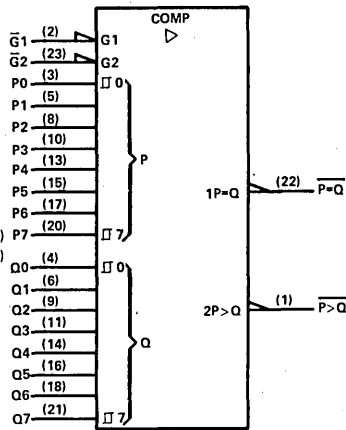 COMP
▷
G̅1 (2) G1
G̅2 (23) G2
P0 (3) 0
P1 (5)
P2 (8)
P3 (10)
P4 (13)
P5 (15)
P6 (17)
P7 (20) 7
P
)
)
Q0 (4) 0
Q1 (6)
Q2 (9)
Q3 (11)
Q4 (14)
Q5 (16)
Q6 (18)
Q7 (21) 7
Q
1P=Q (22) P̅=̅Q̅
2P>Q (1) P̅>̅Q̅